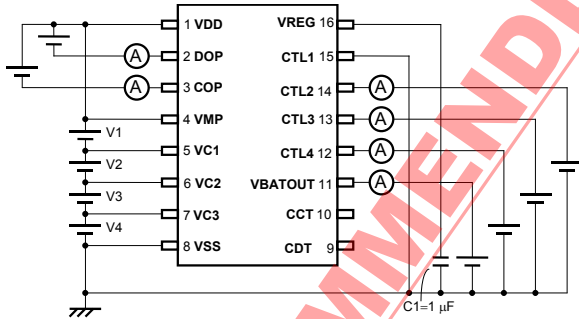 1 VDD
2 DOP
3 COP
4 VMP
5 VC1
6 VC2
7 VC3
8 VSS
VREG 16
CTL1 15
CTL2 14
CTL3 13
CTL4 12
VBATOUT 11
CCT 10
CDT 9
A
A
A
A
A
A
V1
V2
V3
V4
C1=1 μF
MMEND